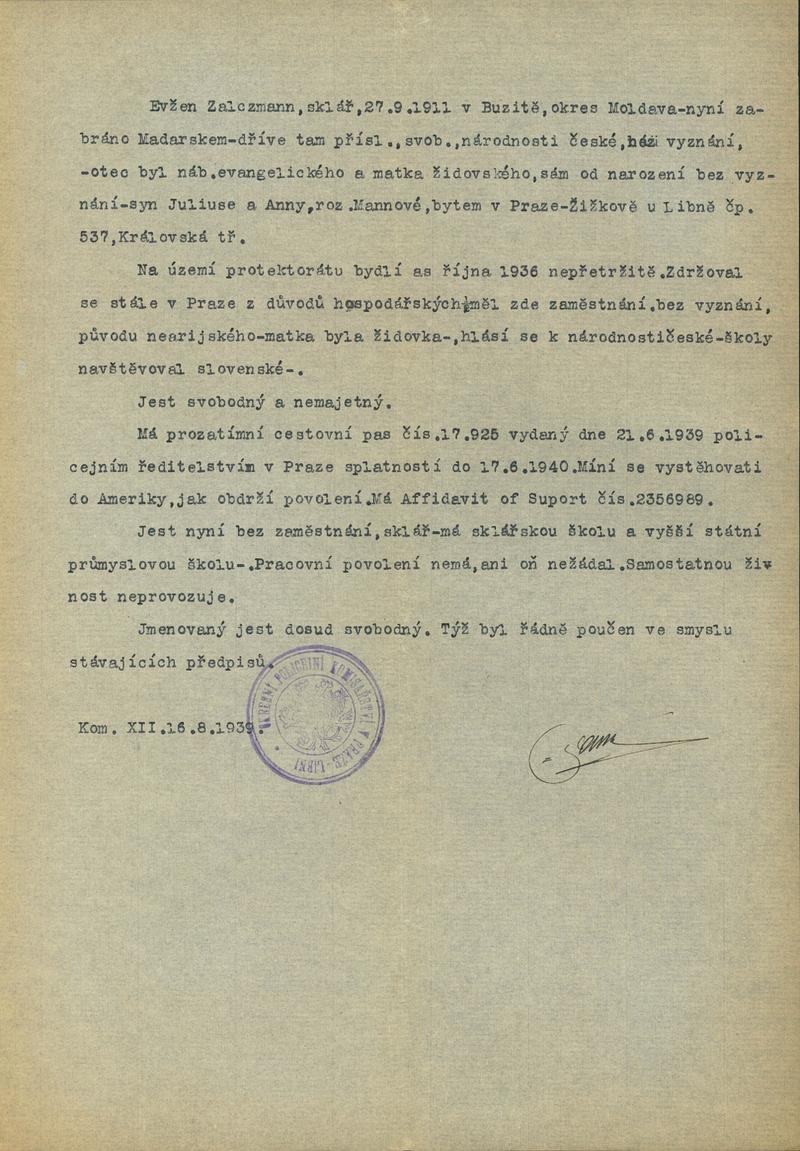 Evžen Zalczmann,sklář,27.9.1911 v Buzitě,okres Moldava-nyní za-
bráno Madarskem-dříve tam přísl.,svob.,národnosti české,bez vyznání,
-otec byl náb.evangelického a matka židovského,sám od narození bez vyz-
nání-syn Juliuse a Anny,roz.Mannové,bytem v Praze-Žižkově u Libně čp.
537,Královská tř.
Na území protektorátu bydlí as října 1936 nepřetržitě.Zdržoval
se stále v Praze z důvodů hospodářských-měl zde zaměstnání.bez vyznání,
původu nearijského-matka byla židovka-,hlásí se k národnostičeské-školy
navštěvoval slovenské-.
Jest svobodný a nemajetný.
Má prozatímní cestovní pas čís.17.925 vydaný dne 21.6.1939 poli-
cejním ředitelstvím v Praze splatností do 17.6.1940.Míní se vystěhovati
do Ameriky,jak obdrží povolení.Má Affidavit of Suport čís.2356989.
Jest nyní bez zaměstnání,sklář-má sklářskou školu a vyšší státní
průmyslovou školu-.Pracovní povolení nemá,ani oň nežádal.Samostatnou živ
nost neprovozuje.
Jmenovaný jest dosud svobodný. Týž byl řádně poučen ve smyslu
stávajících předpisů.
Kom. XII.16.8.1939.-
POLICEJNÍ KOMISAŘSTVÍ V PRAZE-LIBNI